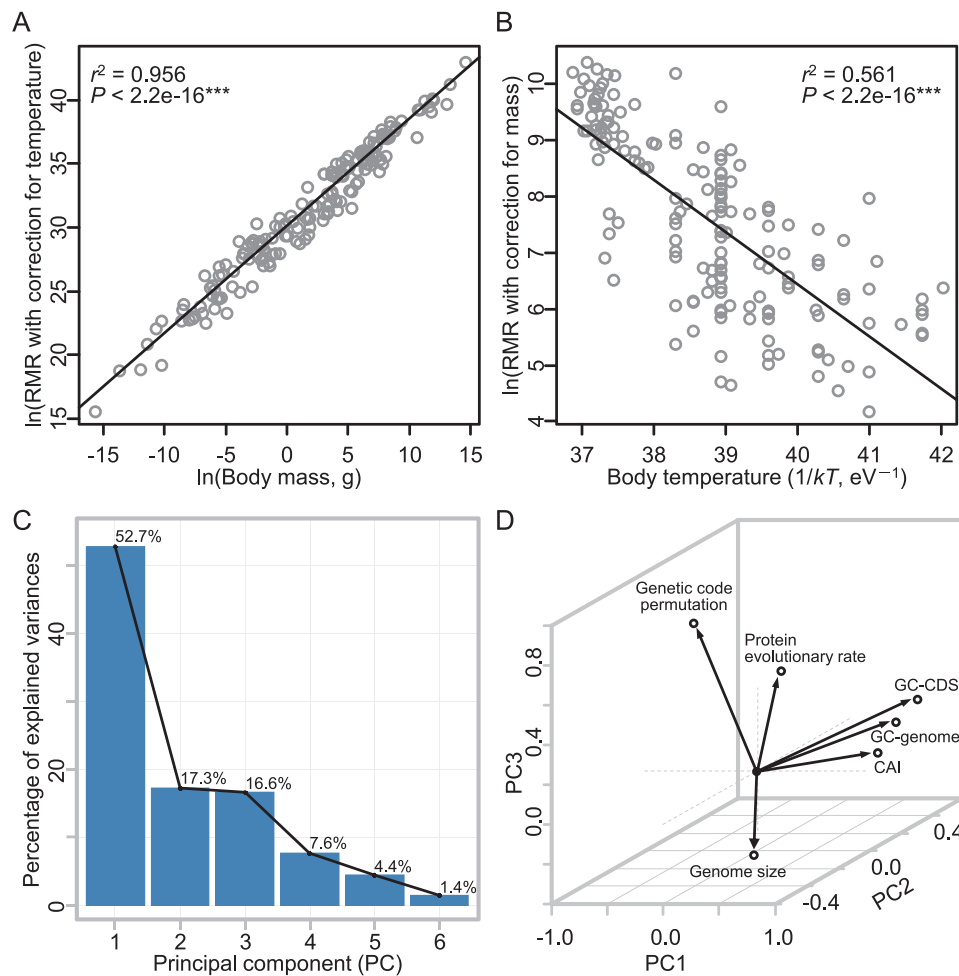 A
r² = 0.956
P < 2.2e-16***
ln(RMR with correction for temperature)
15 20 25 30 35 40
-15 -10 -5 0 5 10 15
ln(Body mass, g)
B
r² = 0.561
P < 2.2e-16***
ln(RMR with correction for mass)
4 5 6 7 8 9 10
37 38 39 40 41 42
Body temperature (1/kT, eV⁻¹)
C
52.7%
17.3%
16.6%
7.6%
4.4%
1.4%
Percentage of explained variances
0 20 40
1 2 3 4 5 6
Principal component (PC)
D
Genetic code
permutation
Protein
evolutionary rate
GC-CDS
GC-genome
CAI
Genome size
PC3
0.0 0.4 0.8
-1.0 0.0 1.0
PC1
-0.4 0.0 0.4
PC2